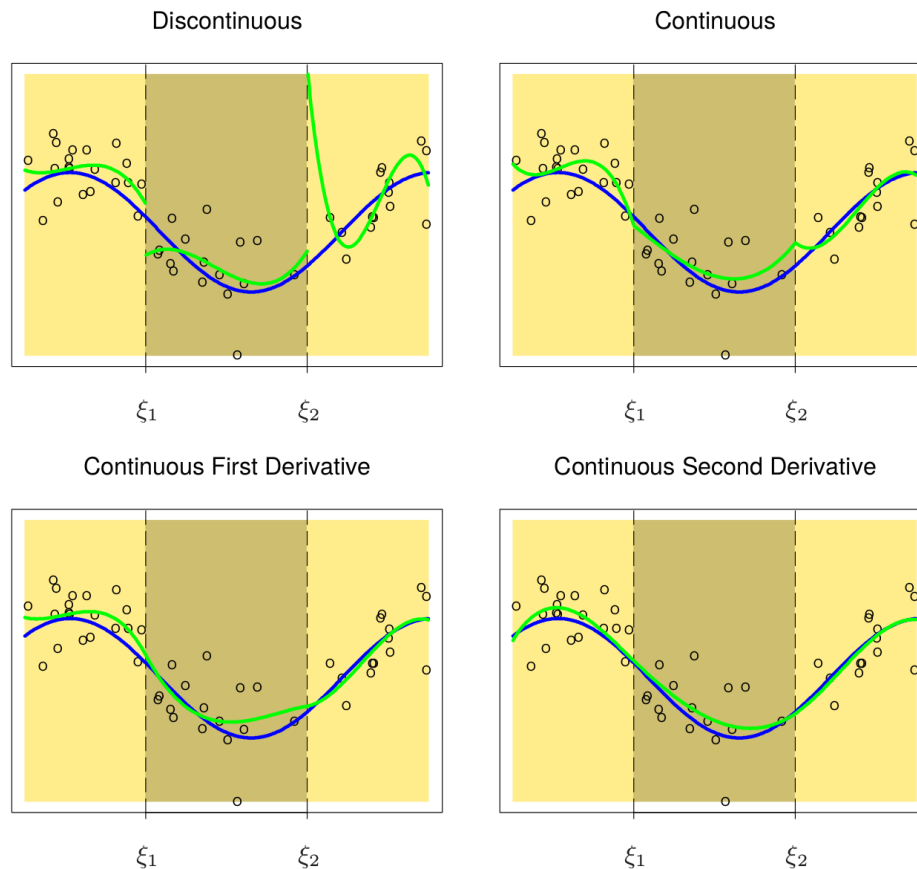 Discontinuous
Continuous
ξ1
ξ2
ξ1
ξ2
Continuous First Derivative
Continuous Second Derivative
ξ1
ξ2
ξ1
ξ2